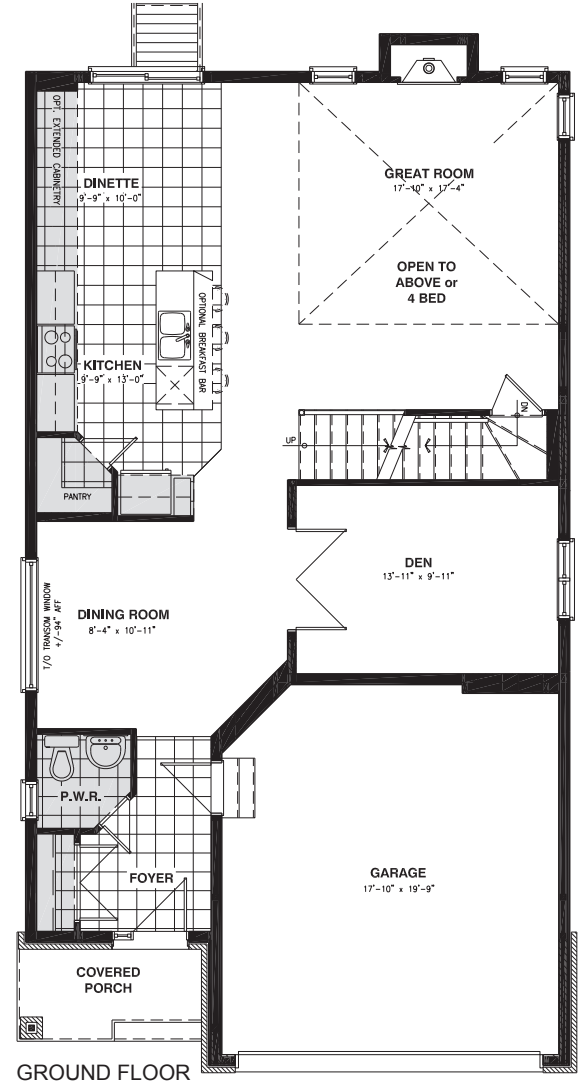 OPT. EXTENDED CABINETRY
DINETTE
9'-9" x 10'-0"
GREAT ROOM
17'-10" x 17'-4"
OPEN TO
ABOVE or
4 BED
OPTIONAL BREAKFAST BAR
KITCHEN
9'-9" x 13'-0"
DN
UP
PANTRY
DEN
13'-11" x 9'-11"
T/O TRANSOM WINDOW
+/-94" AFF
DINING ROOM
8'-4" x 10'-11"
P.W.R.
FOYER
GARAGE
17'-10" x 19'-9"
COVERED
PORCH
GROUND FLOOR